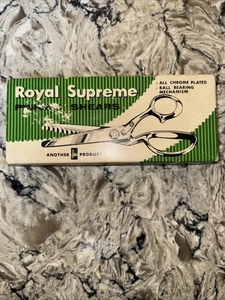 Royal Supreme
SHEARS
· ALL CHROME PLATED
· BALL BEARING
MECHANISM
ANOTHER PRODUCT